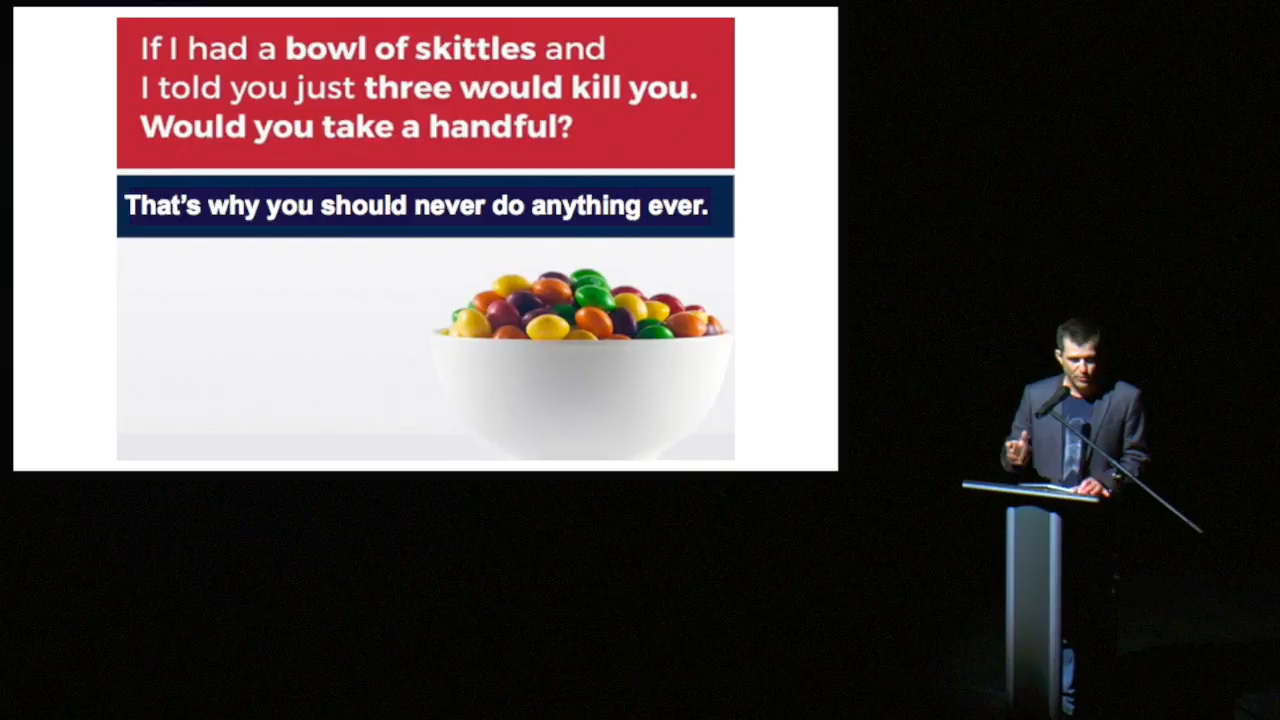 If I had a bowl of skittles and
I told you just three would kill you.
Would you take a handful?
That's why you should never do anything ever.